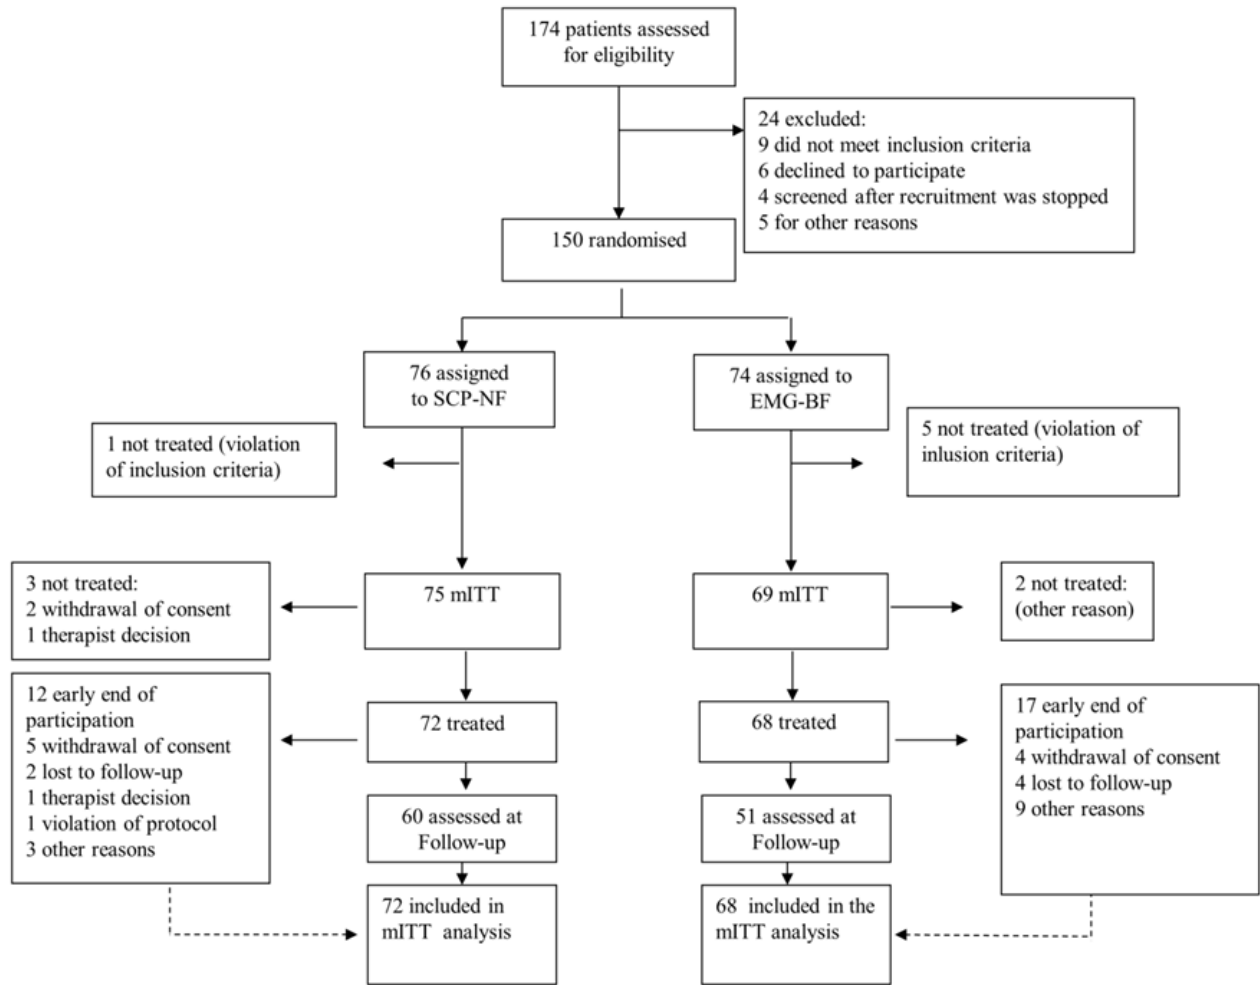 174 patients assessed
for eligibility
24 excluded:
9 did not meet inclusion criteria
6 declined to participate
4 screened after recruitment was stopped
5 for other reasons
150 randomised
76 assigned
to SCP-NF
74 assigned to
EMG-BF
1 not treated (violation
of inclusion criteria)
5 not treated (violation of
inlusion criteria)
3 not treated:
2 withdrawal of consent
1 therapist decision
75 mITT
69 mITT
2 not treated:
(other reason)
12 early end of
participation
5 withdrawal of consent
2 lost to follow-up
1 therapist decision
1 violation of protocol
3 other reasons
72 treated
68 treated
17 early end of
participation
4 withdrawal of consent
4 lost to follow-up
9 other reasons
60 assessed at
Follow-up
51 assessed at
Follow-up
72 included in
mITT analysis
68 included in the
mITT analysis